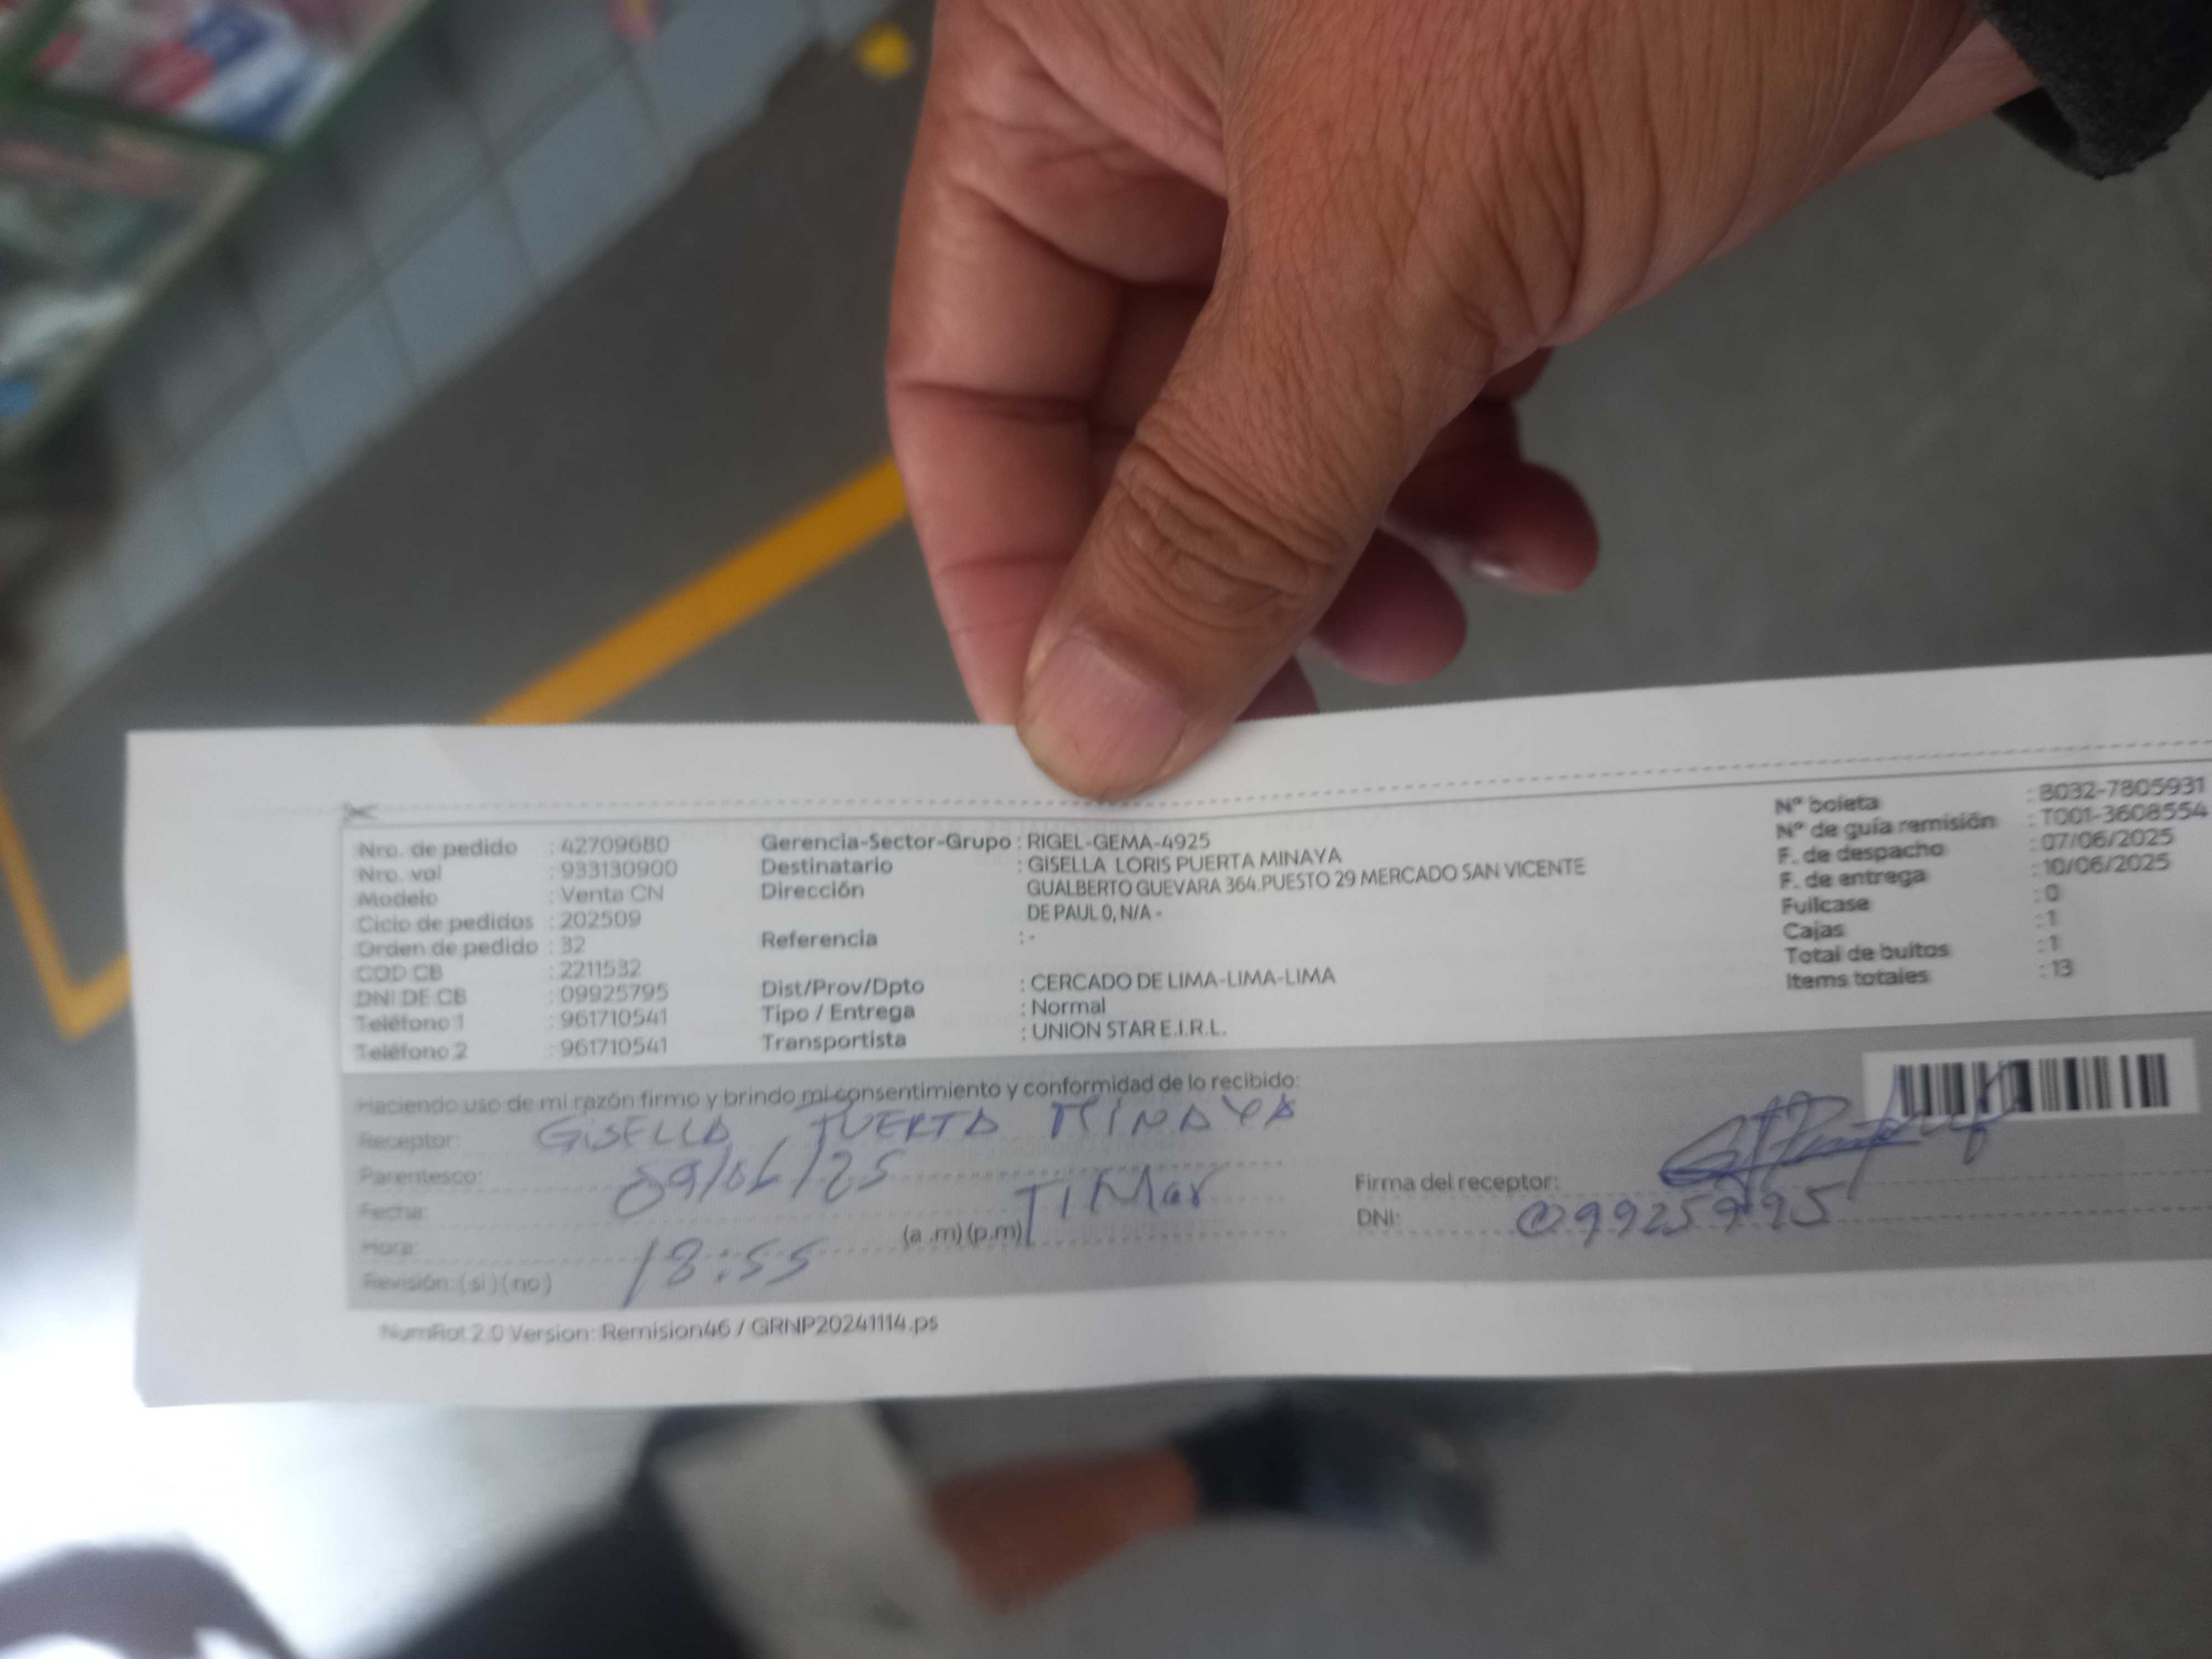 Nro. de pedido : 42709680
Nro. vol : 933130900
Modelo : Venta CN
Ciclo de pedidos : 202509
Orden de pedido : 32
COD CB : 2211532
DNI DE CB : 09925795
Teléfono 1 : 961710541
Teléfono 2 : 961710541
Gerencia-Sector-Grupo : RIGEL-GEMA-4925
Destinatario : GISELLA LORIS PUERTA MINAYA
Dirección GUALBERTO GUEVARA 364.PUESTO 29 MERCADO SAN VICENTE
DE PAUL 0, N/A -
Referencia : -
Dist/Prov/Dpto : CERCADO DE LIMA-LIMA-LIMA
Tipo / Entrega : Normal
Transportista : UNION STAR E.I.R.L.
Nº boleta : B032-7805931
Nº de guía remisión : T001-3608554
F. de despacho : 07/06/2025
F. de entrega : 10/06/2025
Fullcase : 0
Cajas : 1
Total de bultos : 1
Items totales : 13
Haciendo uso de mi razón firmo y brindo mi consentimiento y conformidad de lo recibido:
Receptor: GISELLA PUERTA MINAYA
Parentesco:
Fecha: 09/06/25
Hora: 18:55 (a .m) (p.m)
Revisión: ( si ) ( no )
Firma del receptor:
DNI: 09925795
NumRot 2.0 Version: Remision46 / GRNP20241114.ps